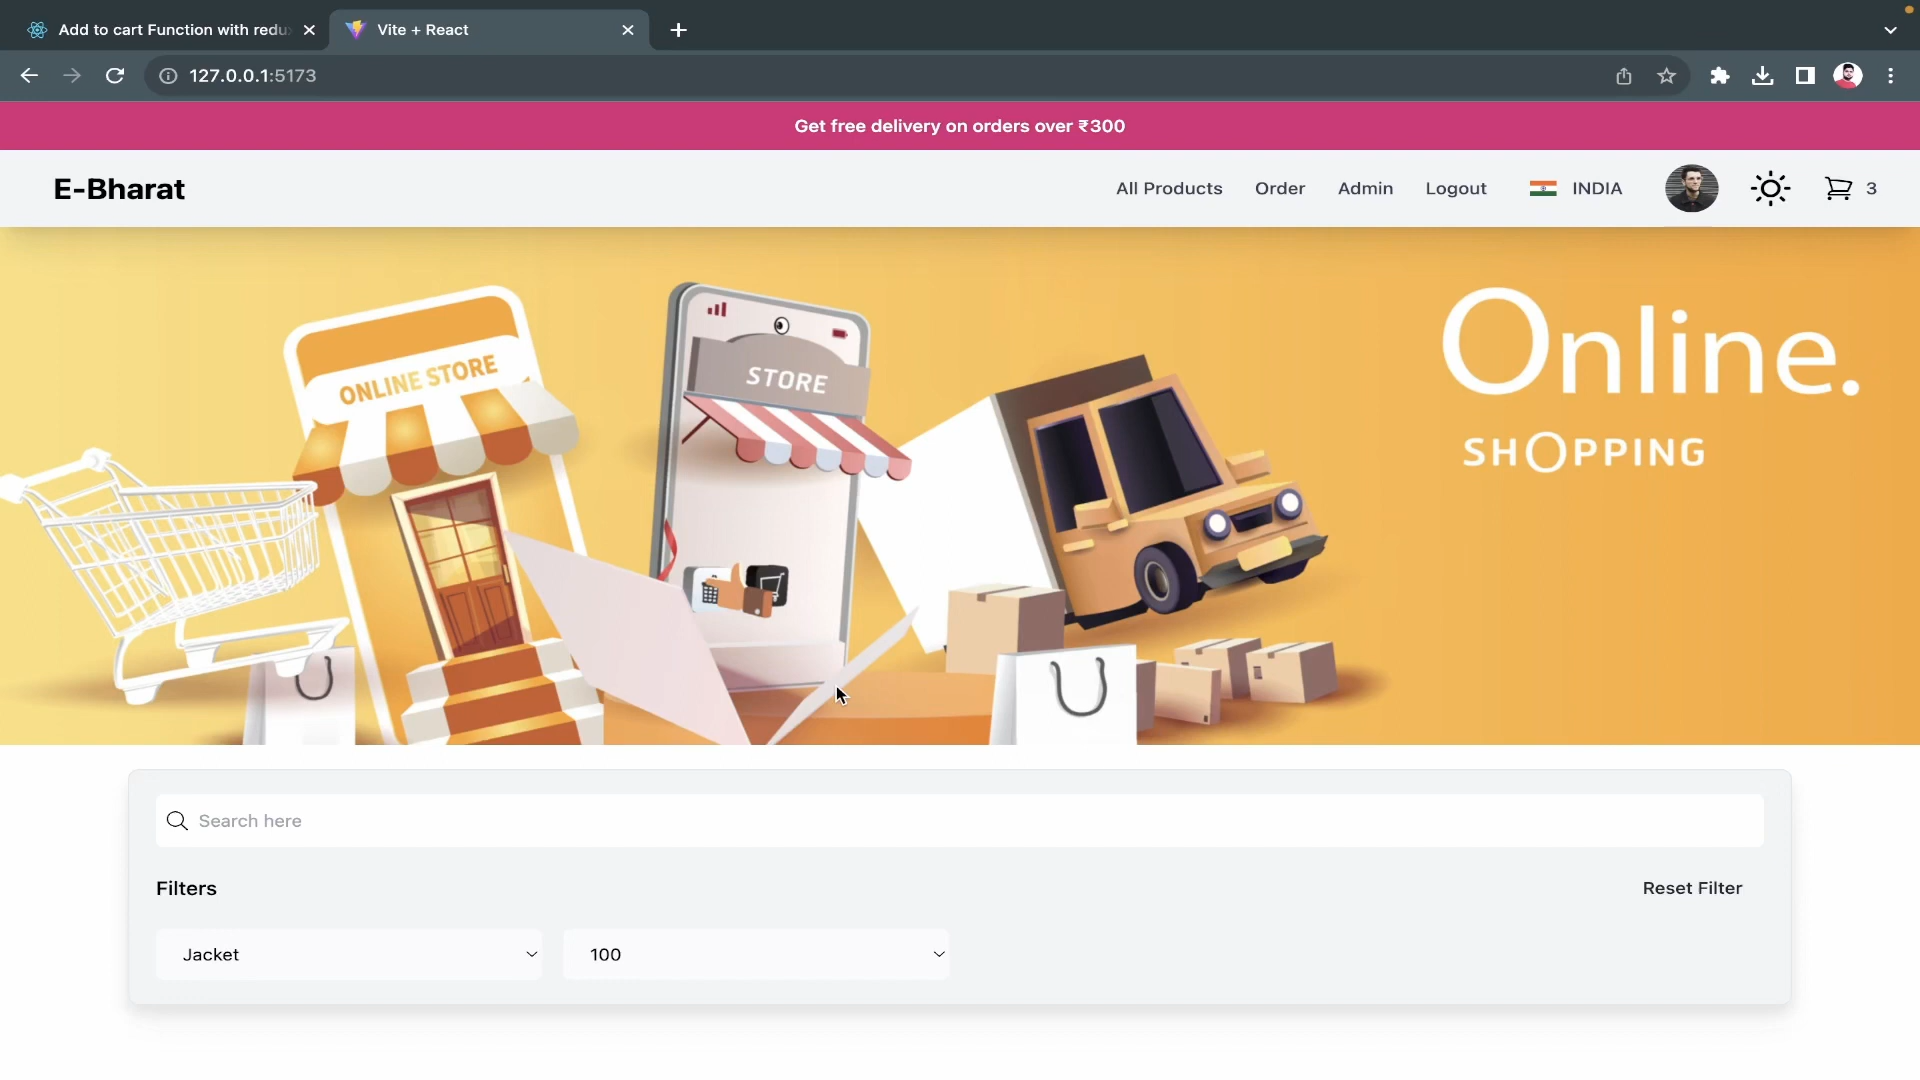 Add to cart Function with redu
Vite + React
127.0.0.1:5173
Get free delivery on orders over ₹300
E-Bharat
All Products
Order
Admin
Logout
INDIA
3
ONLINE STORE
STORE
Online.
SHOPPING
Search here
Filters
Reset Filter
Jacket
100